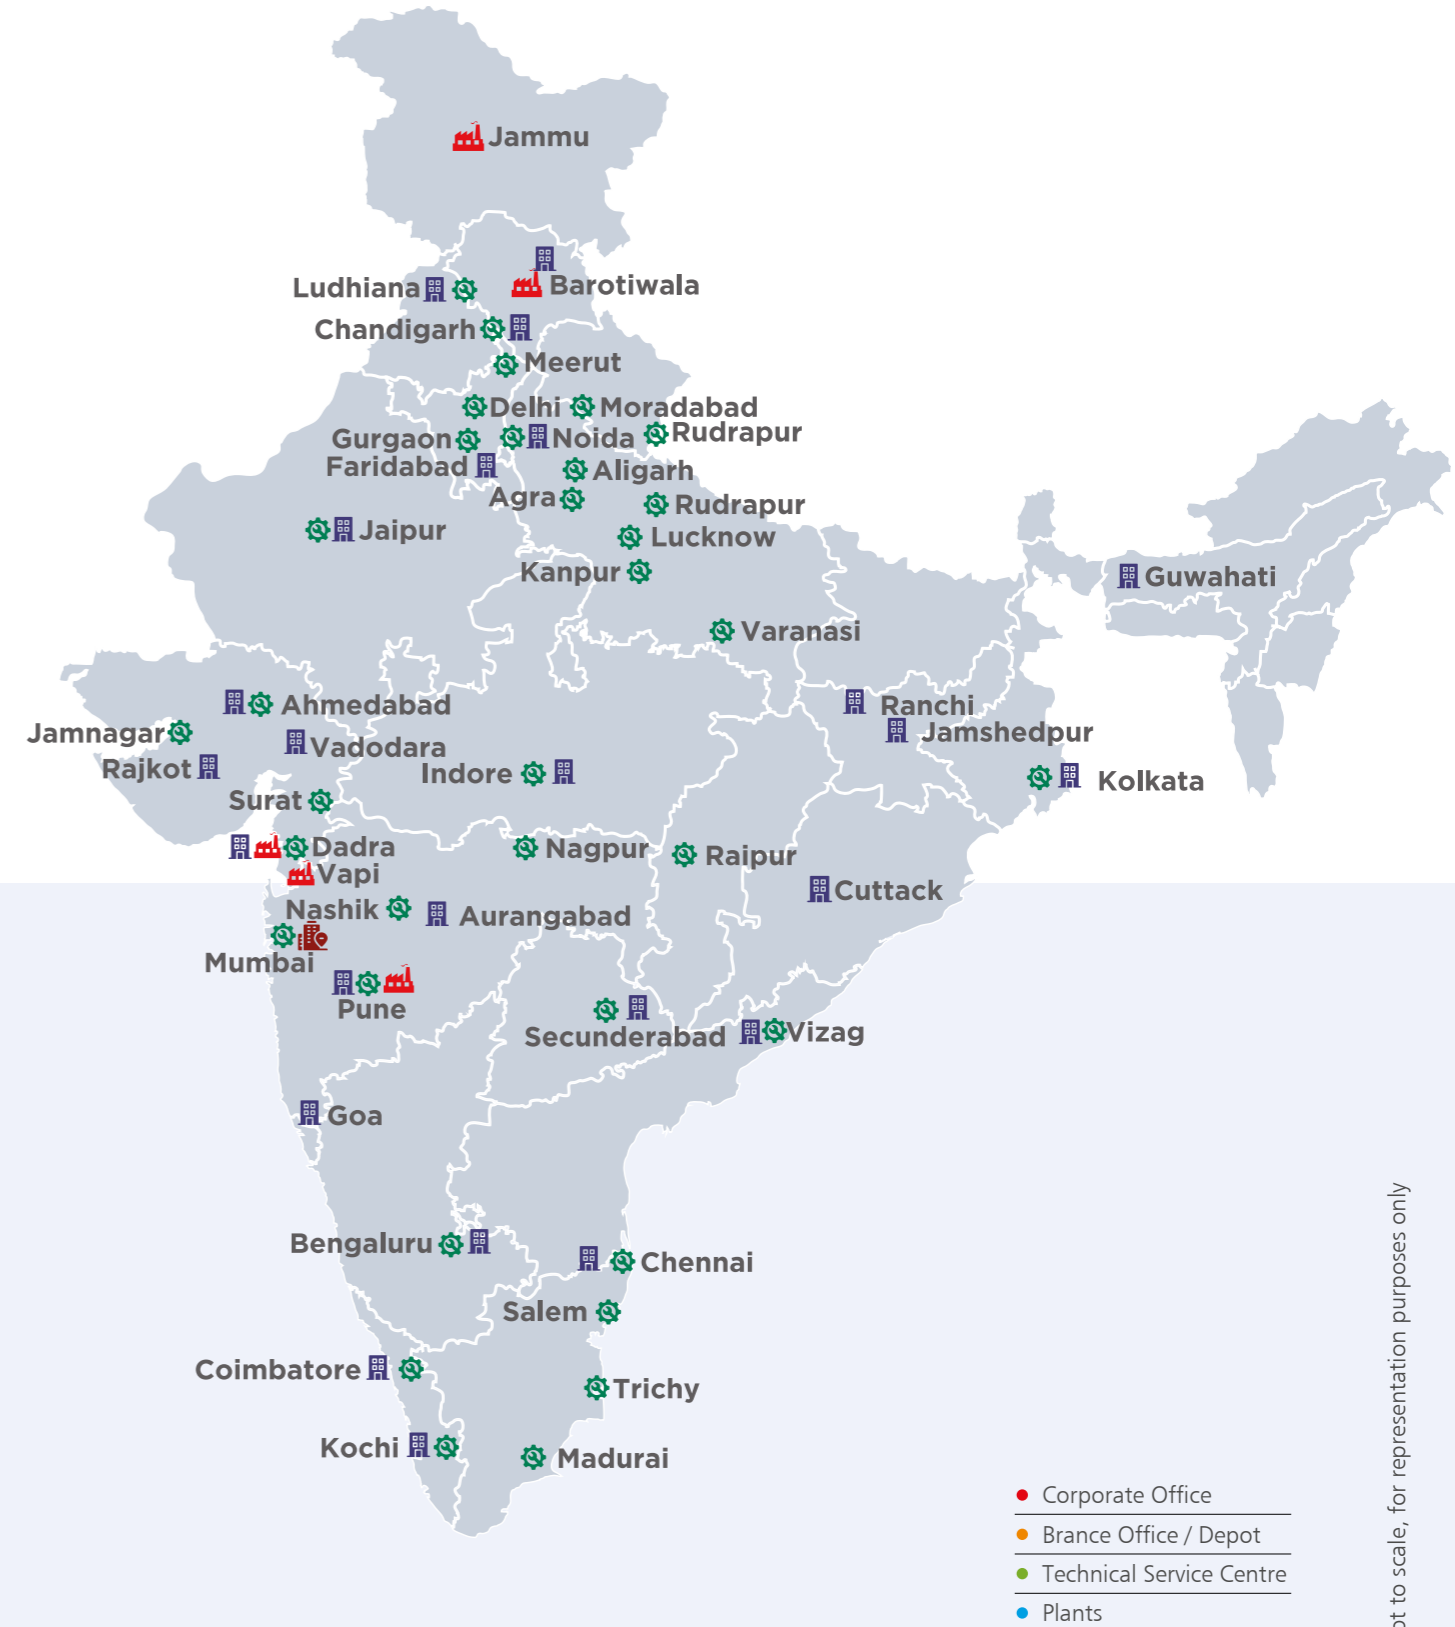 Jammu
Barotiwala
Ludhiana
Chandigarh
Meerut
Delhi
Moradabad
Gurgaon
Noida
Rudrapur
Faridabad
Aligarh
Agra
Rudrapur
Jaipur
Lucknow
Kanpur
Guwahati
Varanasi
Ahmedabad
Ranchi
Jamnagar
Jamshedpur
Vadodara
Rajkot
Indore
Kolkata
Surat
Dadra
Nagpur
Raipur
Vapi
Cuttack
Nashik
Aurangabad
Mumbai
Pune
Secunderabad
Vizag
Goa
Bengaluru
Chennai
Salem
Coimbatore
Trichy
Kochi
Madurai
Corporate Office
Brance Office / Depot
Technical Service Centre
Plants
to scale, for representation purposes only